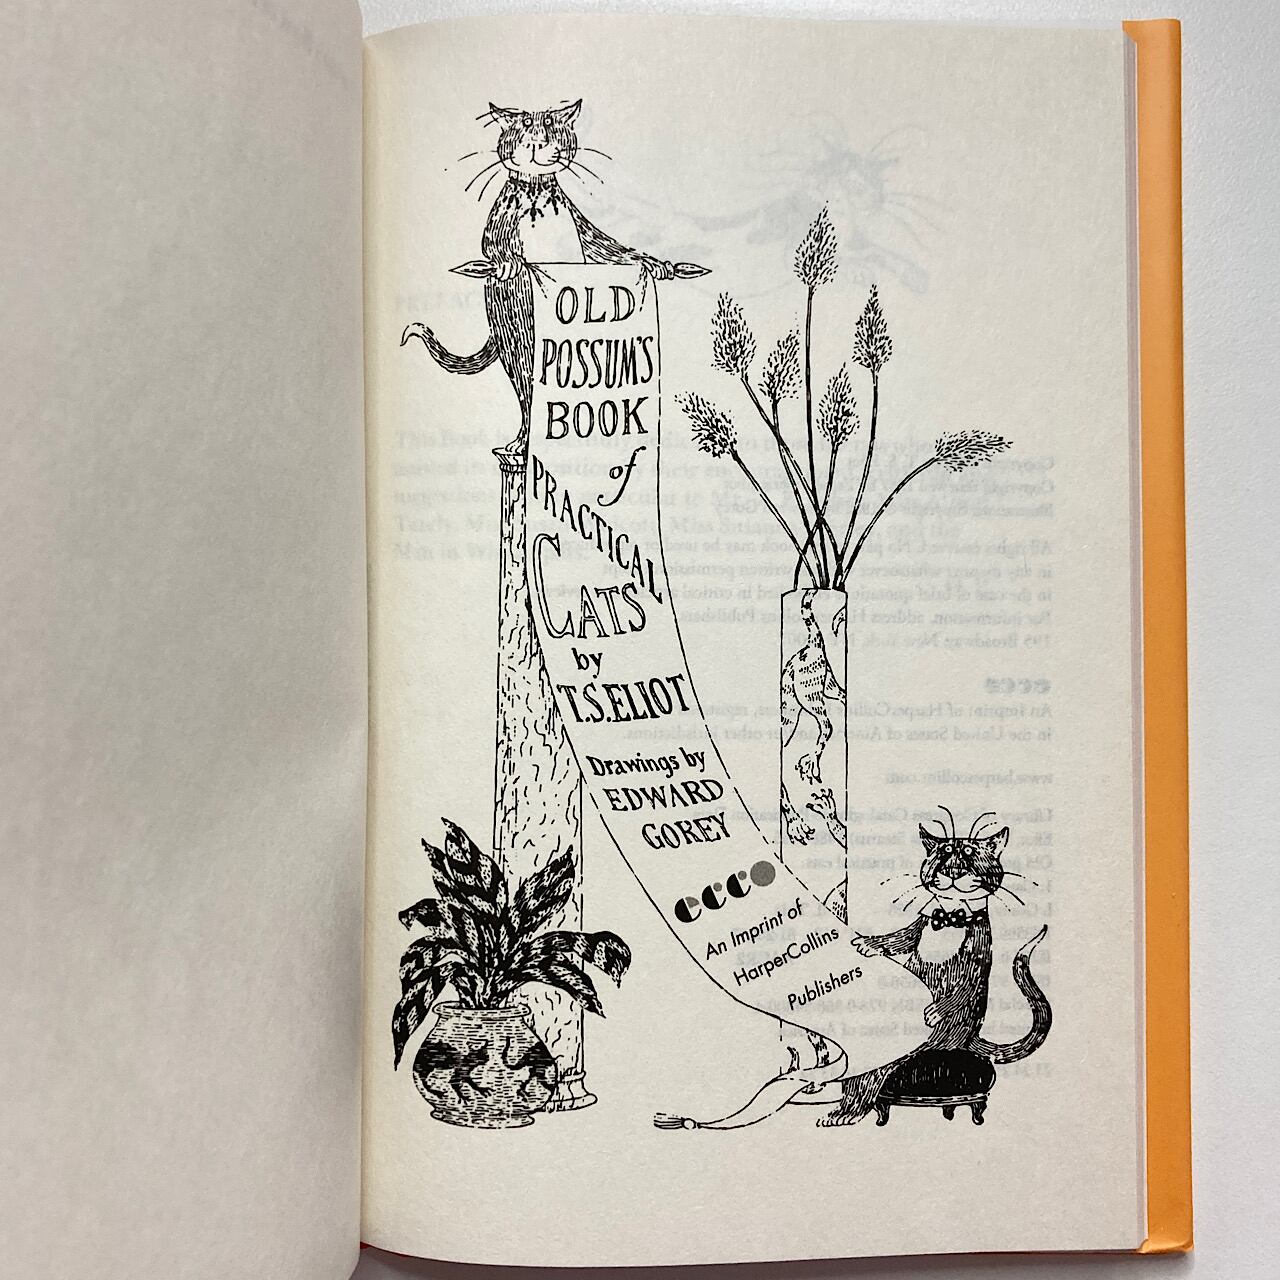 OLD
POSSUM'S
BOOK
of
PRACTICAL
CATS
by
T.S. ELIOT
Drawings by
EDWARD
GOREY
ecco
An Imprint of
HarperCollins
Publishers